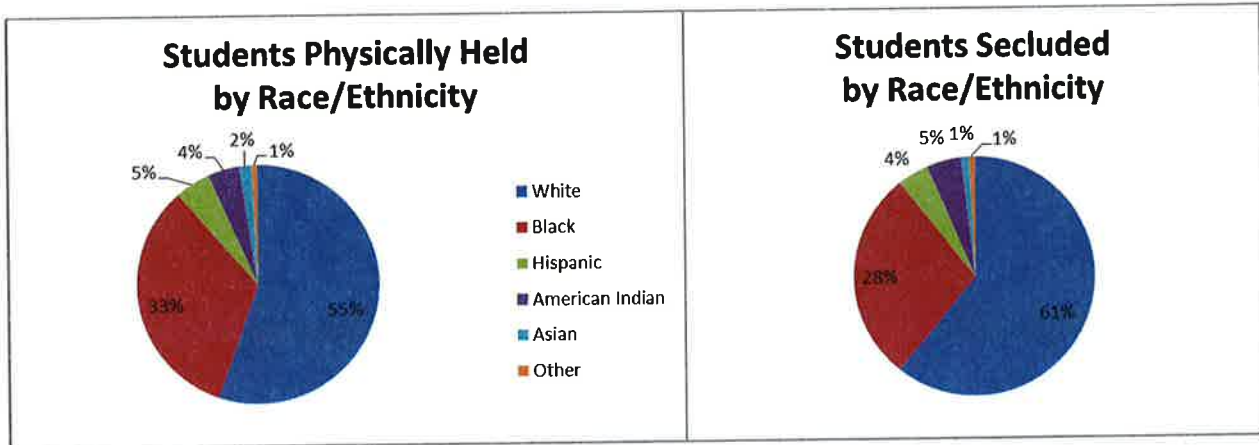 Students Physically Held
by Race/Ethnicity
2%
4%
1%
5%
33%
55%
White
Black
Hispanic
American Indian
Asian
Other
Students Secluded
by Race/Ethnicity
5% 1%
1%
4%
28%
61%